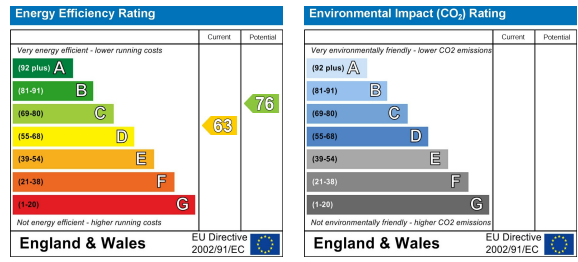 Energy Efficiency Rating
Current Potential
Very energy efficient - lower running costs
(92 plus) A
(81-91) B
(69-80) C
(55-68) D
(39-54) E
(21-38) F
(1-20) G
63
76
Not energy efficient - higher running costs
England & Wales
EU Directive
2002/91/EC
Environmental Impact (CO2) Rating
Current Potential
Very environmentally friendly - lower CO2 emissions
(92 plus) A
(81-91) B
(69-80) C
(55-68) D
(39-54) E
(21-38) F
(1-20) G
Not environmentally friendly - higher CO2 emissions
England & Wales
EU Directive
2002/91/EC